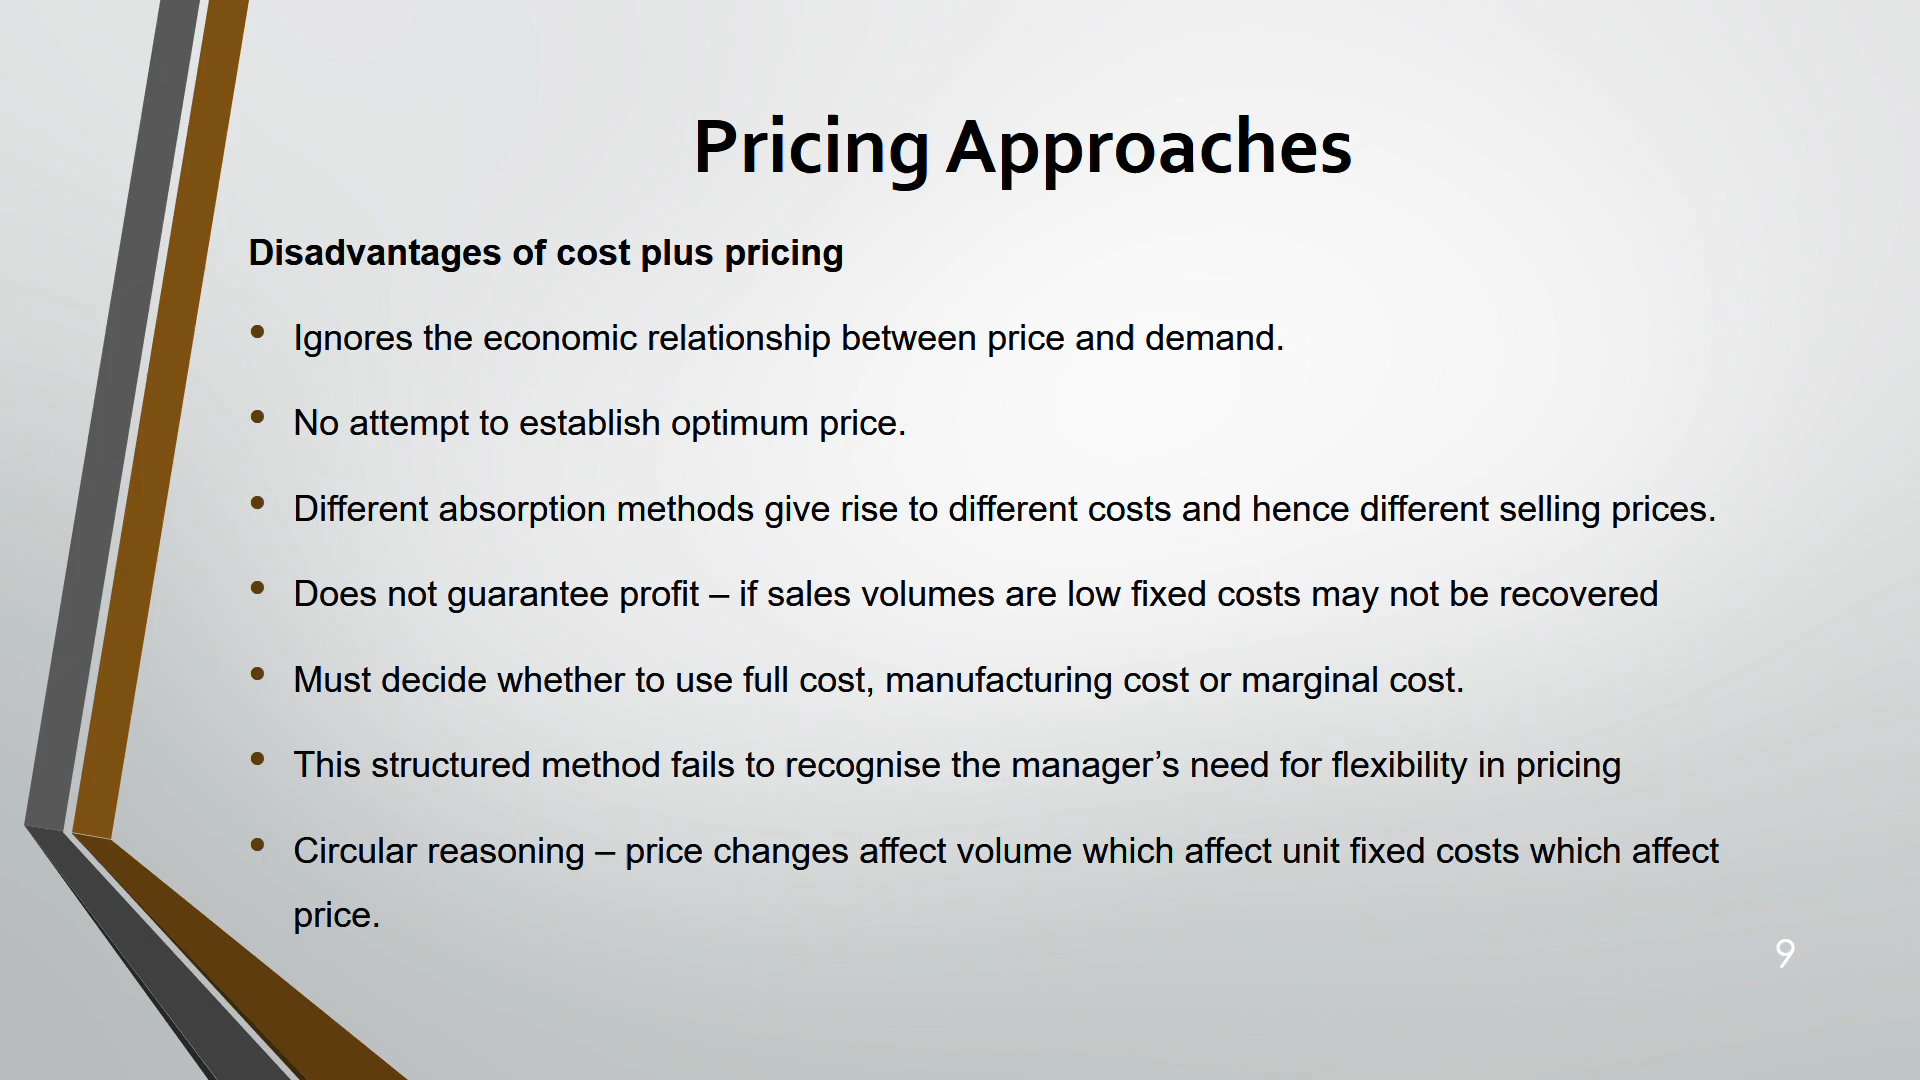 Pricing Approaches
Disadvantages of cost plus pricing
• Ignores the economic relationship between price and demand.
• No attempt to establish optimum price.
• Different absorption methods give rise to different costs and hence different selling prices.
• Does not guarantee profit – if sales volumes are low fixed costs may not be recovered
• Must decide whether to use full cost, manufacturing cost or marginal cost.
• This structured method fails to recognise the manager’s need for flexibility in pricing
• Circular reasoning – price changes affect volume which affect unit fixed costs which affect
price.
9